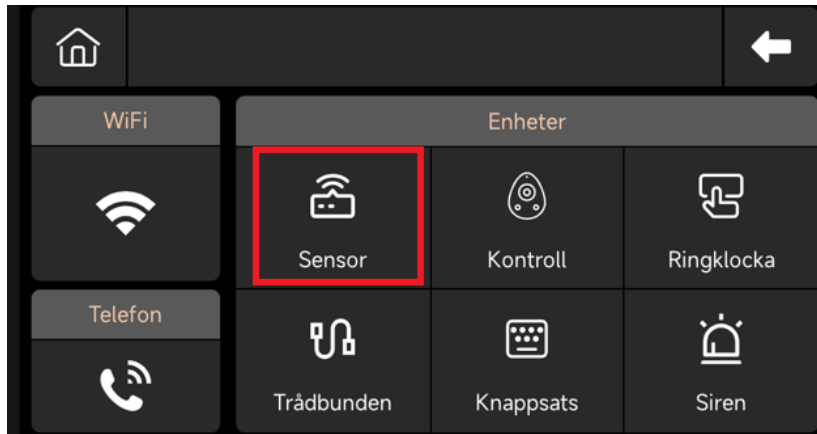 WiFi
Enheter
Sensor
Kontroll
Ringklocka
Telefon
Trådbunden
Knappsats
Siren